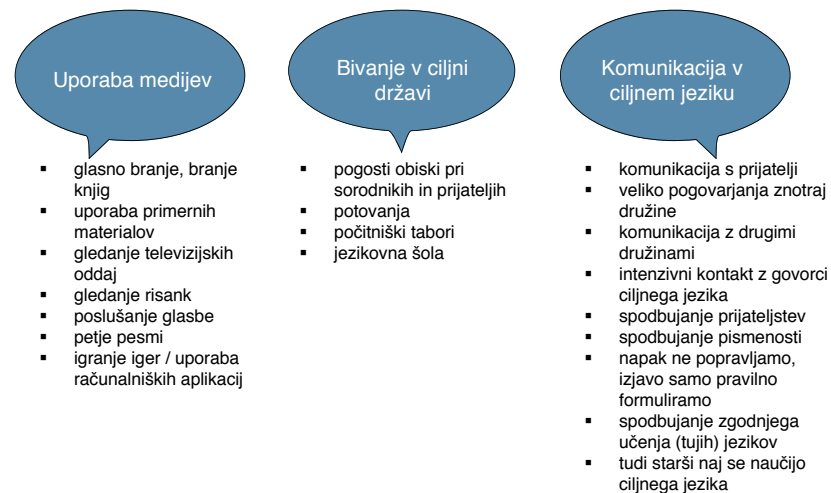 Uporaba medijev
▪ glasno branje, branje
knjig
▪ uporaba primernih
materialov
▪ gledanje televizijskih
oddaj
▪ gledanje risank
▪ poslušanje glasbe
▪ petje pesmi
▪ igranje iger / uporaba
računalniških aplikacij
Bivanje v ciljni
državi
▪ pogosti obiski pri
sorodnikih in prijateljih
▪ potovanja
▪ počitniški tabori
▪ jezikovna šola
Komunikacija v
ciljnem jeziku
▪ komunikacija s prijatelji
▪ veliko pogovarjanja znotraj
družine
▪ komunikacija z drugimi
družinami
▪ intenzivni kontakt z govorci
ciljnega jezika
▪ spodbujanje prijateljstev
▪ spodbujanje pismenosti
▪ napak ne popravljamo,
izjavo samo pravilno
formuliramo
▪ spodbujanje zgodnjega
učenja (tujih) jezikov
▪ tudi starši naj se naučijo
ciljnega jezika